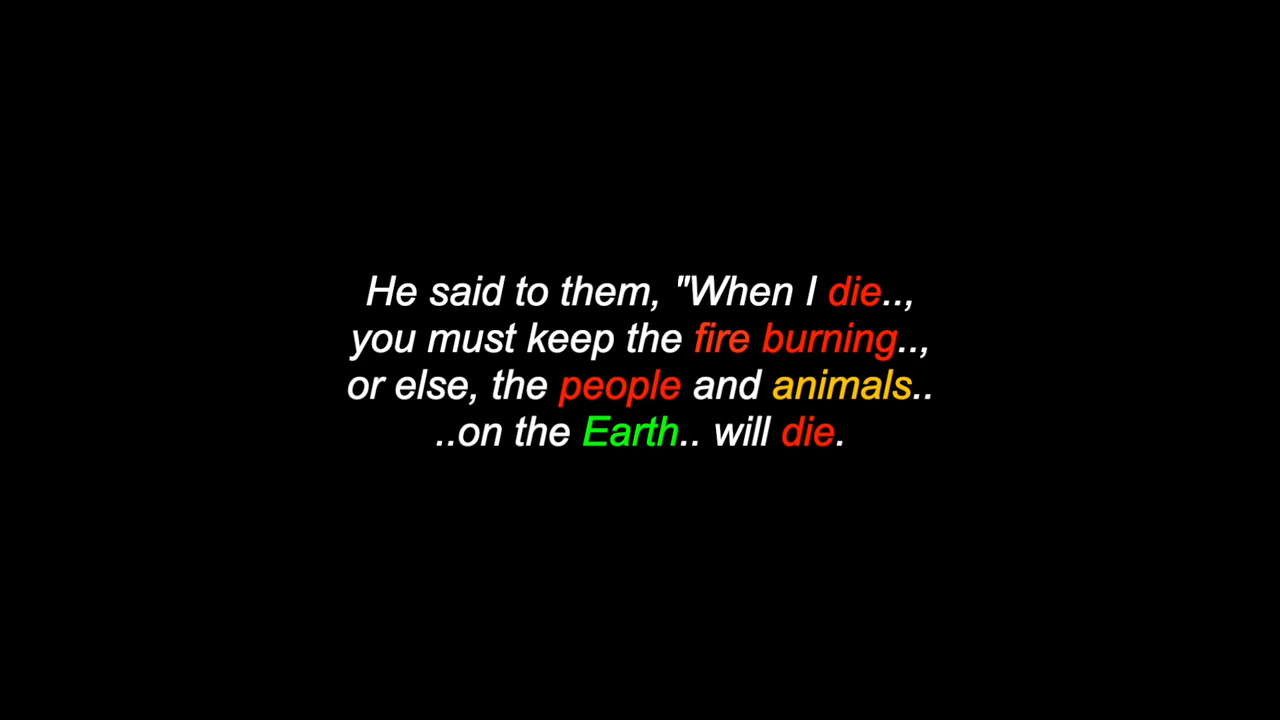 He said to them, "When I die..,
you must keep the fire burning..,
or else, the people and animals..
..on the Earth.. will die.